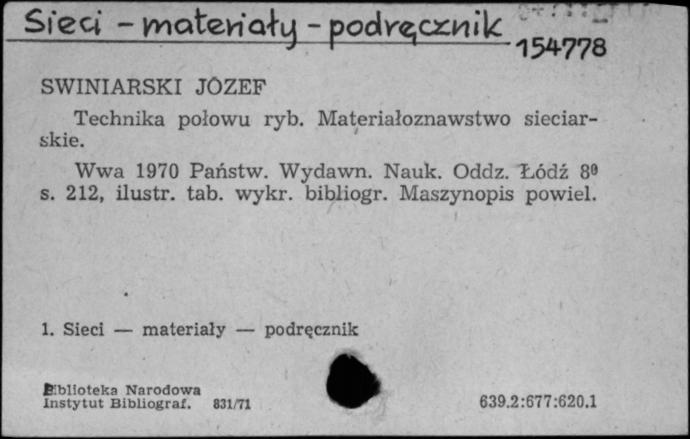 Sieci - materiały - podręcznik
154778
SWINIARSKI JÓZEF
Technika połowu ryb. Materiałoznawstwo sieciar-
skie.
Wwa 1970 Państw. Wydawn. Nauk. Oddz. Łódź 8⁰
s. 212, ilustr. tab. wykr. bibliogr. Maszynopis powiel.
1. Sieci — materiały — podręcznik
Biblioteka Narodowa
Instytut Bibliograf. 831/71
639.2:677:620.1